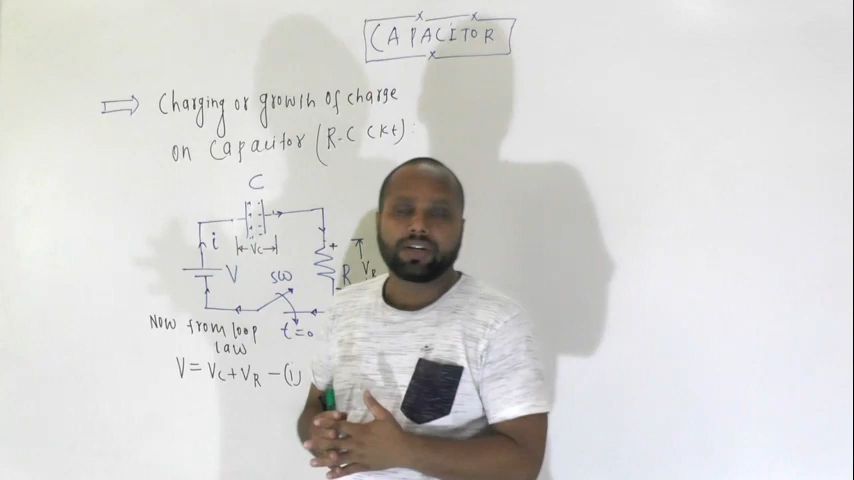 CAPACITOR
⇒ Charging or growth of charge
on Capacitor (R-C CKt):
C
Vc
i
V
SW
+
R
VR
-
t=0
Now from loop
law
V = Vc + VR - (1)